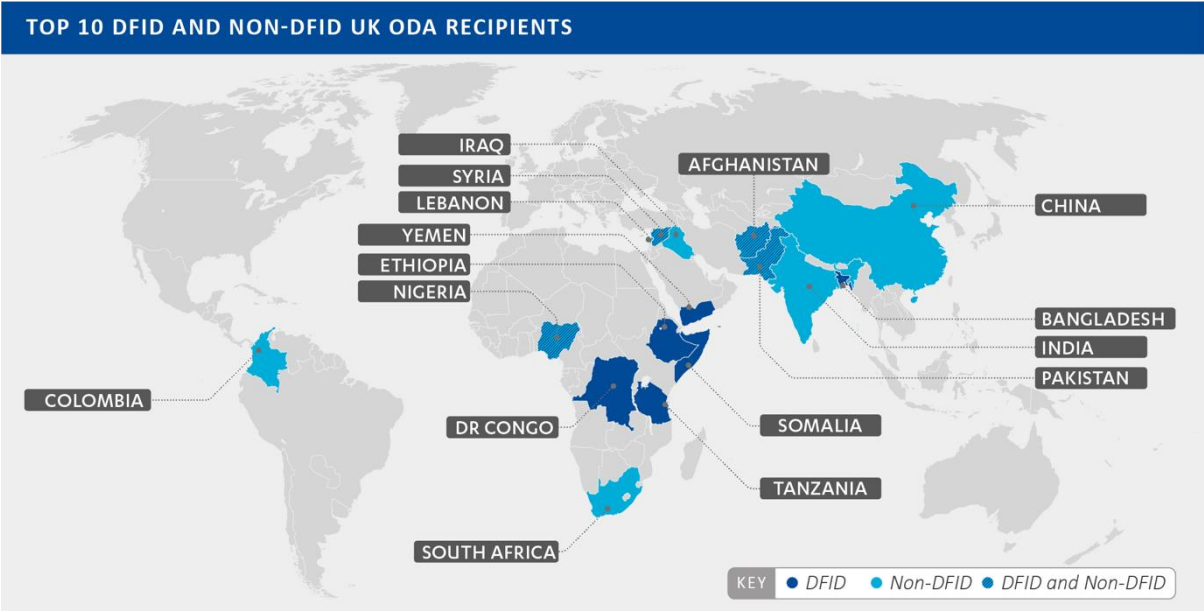 TOP 10 DFID AND NON-DFID UK ODA RECIPIENTS
IRAQ
SYRIA
LEBANON
YEMEN
ETHIOPIA
NIGERIA
AFGHANISTAN
CHINA
BANGLADESH
INDIA
PAKISTAN
COLOMBIA
DR CONGO
SOMALIA
TANZANIA
SOUTH AFRICA
KEY DFID Non-DFID DFID and Non-DFID